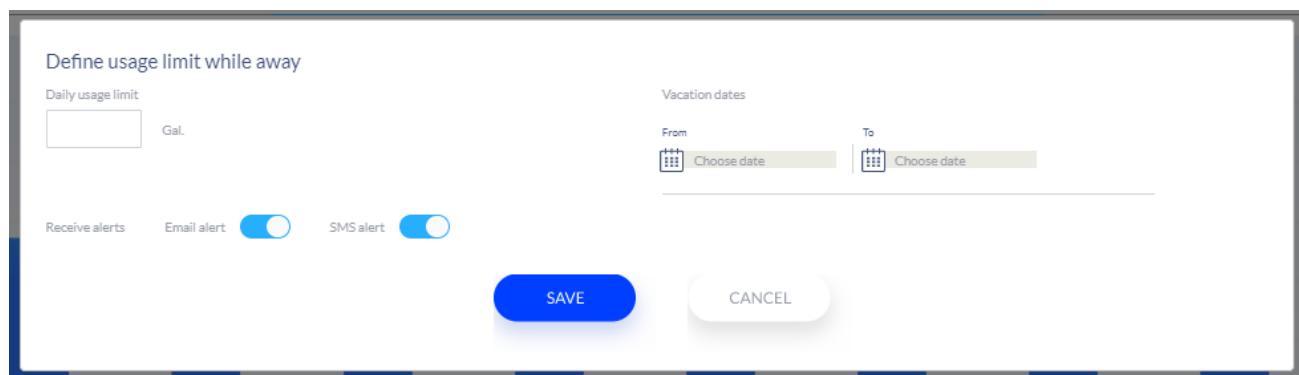 Define usage limit while away
Daily usage limit
Gal.
Vacation dates
From
To
Choose date
Choose date
Receive alerts
Email alert
SMS alert
SAVE
CANCEL